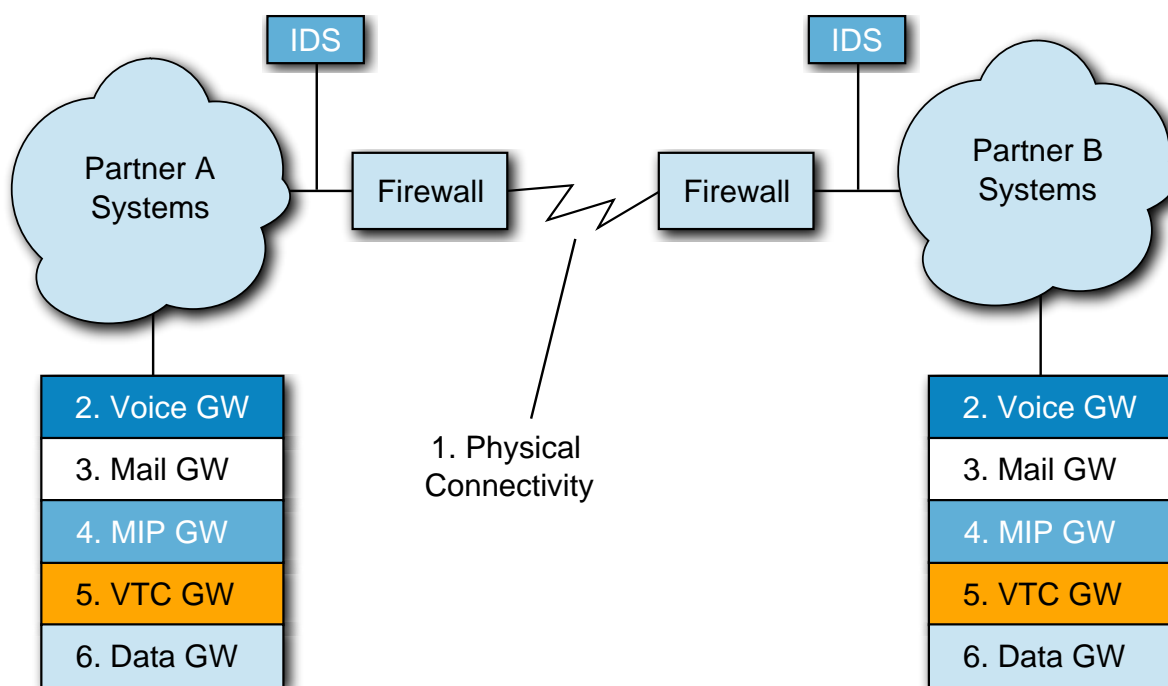 IDS
IDS
Partner A
Systems
Firewall
Firewall
Partner B
Systems
1. Physical
Connectivity
2. Voice GW
3. Mail GW
4. MIP GW
5. VTC GW
6. Data GW
2. Voice GW
3. Mail GW
4. MIP GW
5. VTC GW
6. Data GW